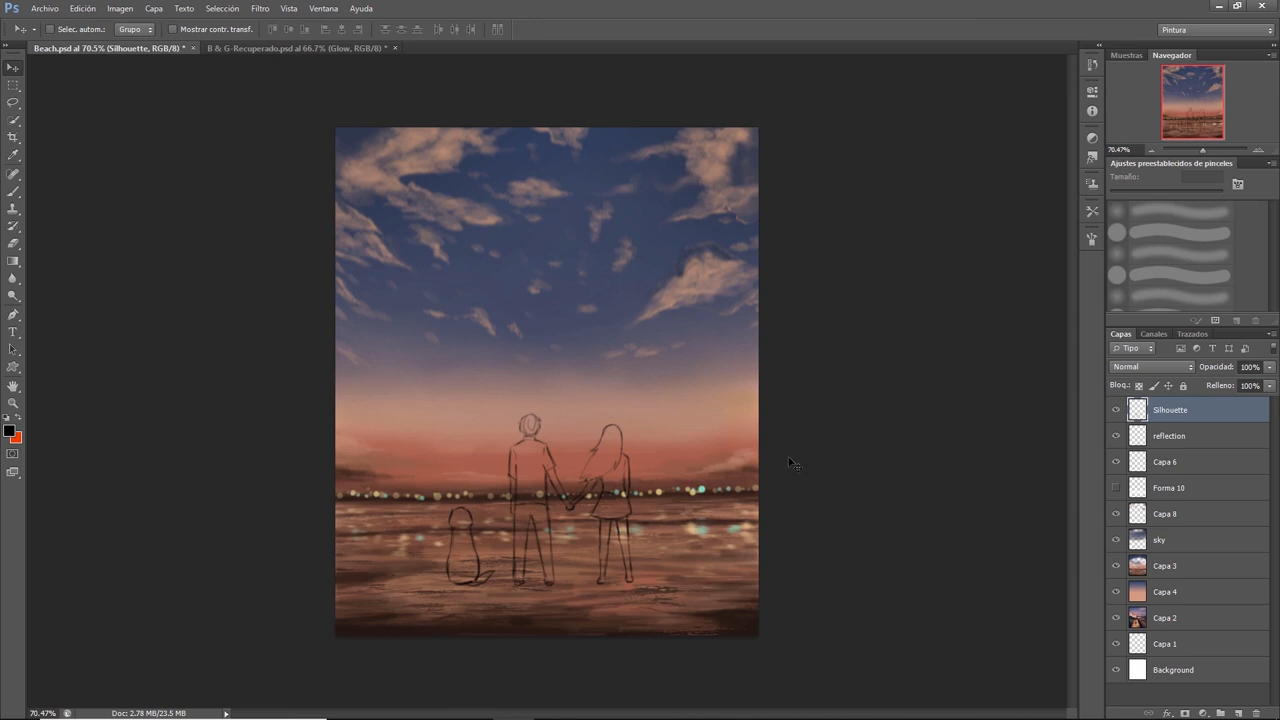 Ps Archivo Edición Imagen Capa Texto Selección Filtro Vista Ventana Ayuda
Selec. autom.: Grupo Mostrar contr. transf. Pintura
Beach.psd al 70.5% (Silhouette, RGB/8) * × B & G-Recuperado.psd al 66.7% (Glow, RGB/8) * ×
Muestras Navegador
70.47%
Ajustes preestablecidos de pinceles
Tamaño:
Capas Canales Trazados
Tipo
Normal Opacidad: 100%
Bloq.: Relleno: 100%
Silhouette
reflection
Capa 6
Forma 10
Capa 8
sky
Capa 3
Capa 4
Capa 2
Capa 1
Background
70.47% Doc: 2.78 MB/23.5 MB